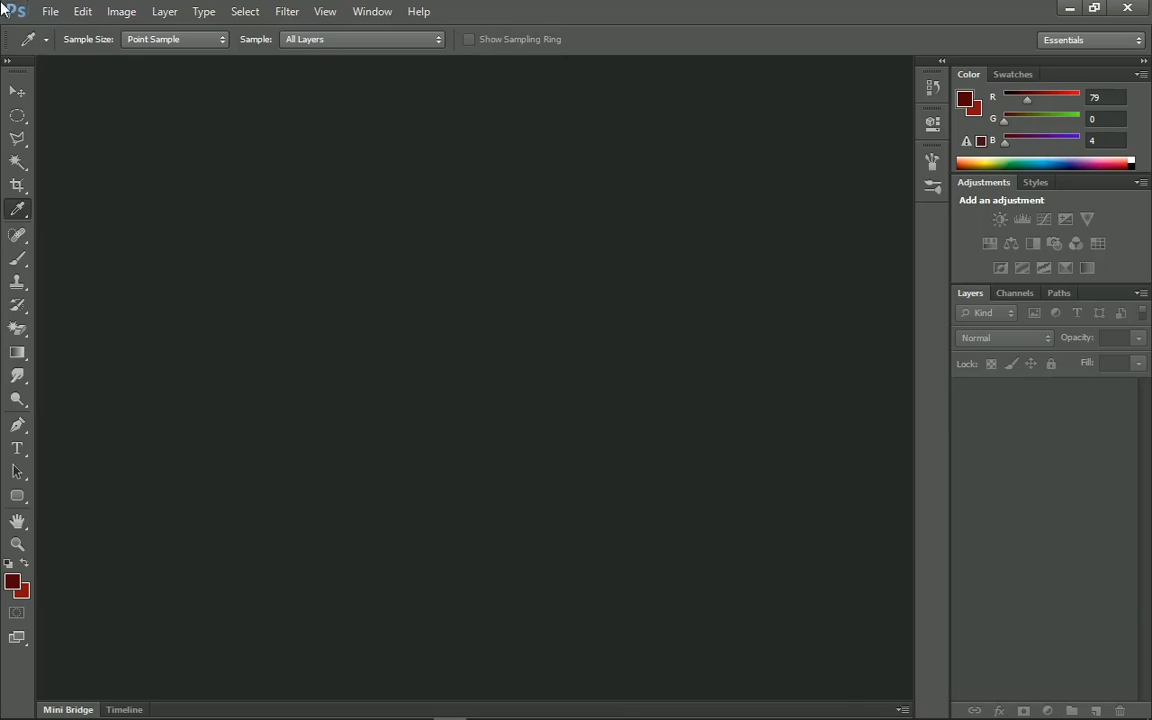 Ps File Edit Image Layer Type Select Filter View Window Help
Sample Size: Point Sample Sample: All Layers Show Sampling Ring Essentials
Color Swatches
R 79
G 0
B 4
Adjustments Styles
Add an adjustment
Layers Channels Paths
Kind
Normal Opacity:
Lock: Fill:
Mini Bridge Timeline